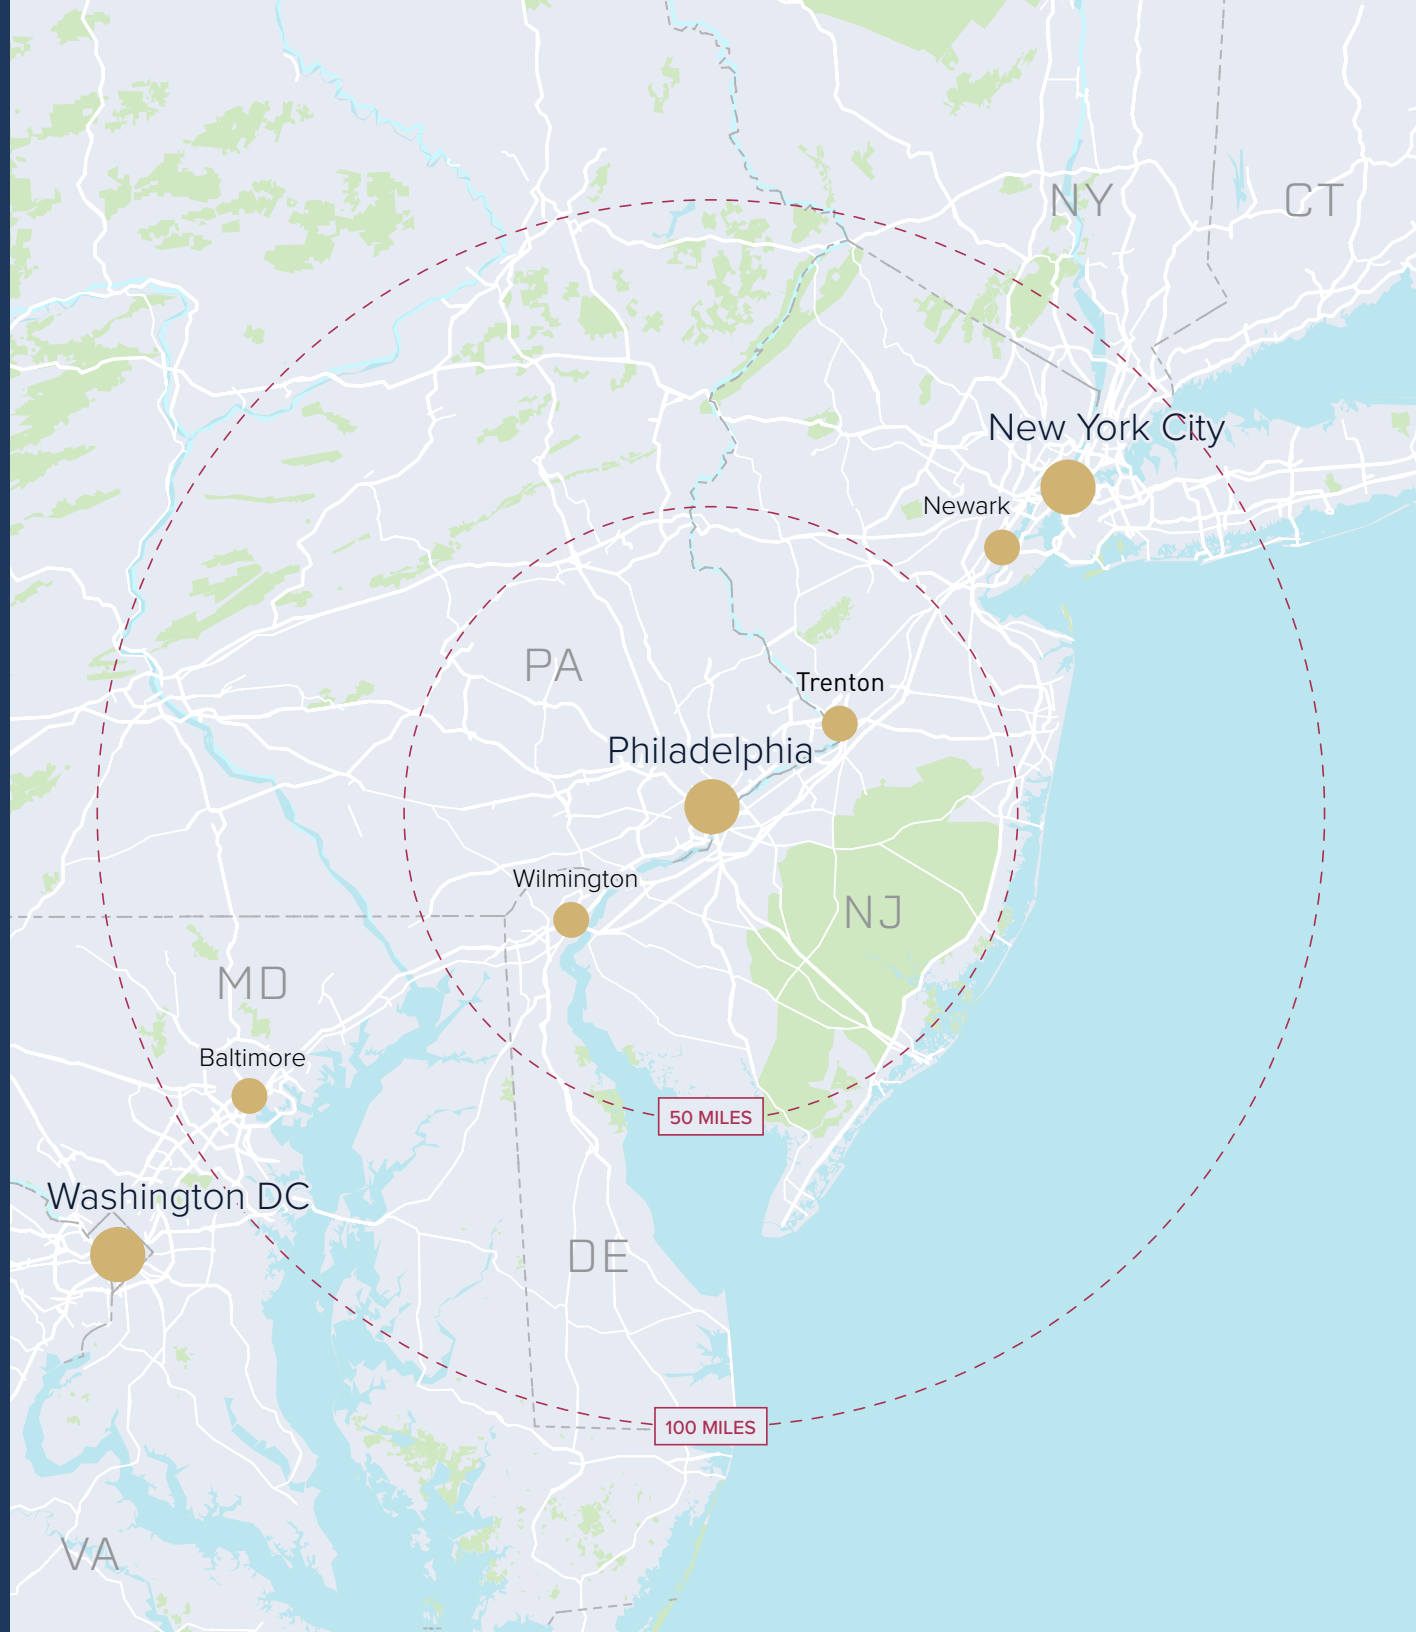 NY
CT
New York City
Newark
PA
Trenton
Philadelphia
Wilmington
NJ
MD
Baltimore
50 MILES
Washington DC
DE
100 MILES
VA